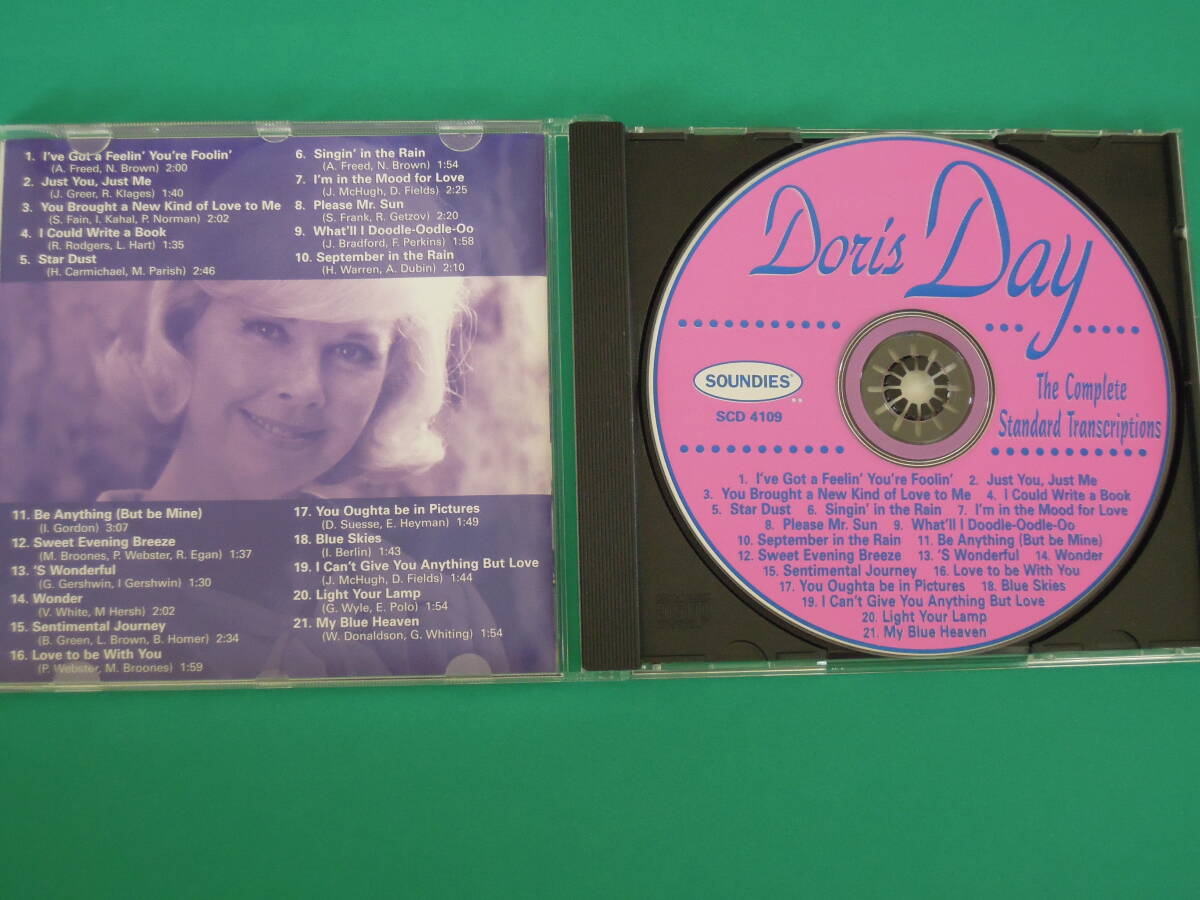 1. I've Got a Feelin' You're Foolin'
(A. Freed, N. Brown) 2:00
2. Just You, Just Me
(J. Greer, R. Klages) 1:40
3. You Brought a New Kind of Love to Me
(S. Fain, I. Kahal, P. Norman) 2:02
4. I Could Write a Book
(R. Rodgers, L. Hart) 1:35
5. Star Dust
(H. Carmichael, M. Parish) 2:46
6. Singin' in the Rain
(A. Freed, N. Brown) 1:54
7. I'm in the Mood for Love
(J. McHugh, D. Fields) 2:25
8. Please Mr. Sun
(S. Frank, R. Getzov) 2:20
9. What'll I Doodle-Oodle-Oo
(J. Bradford, F. Perkins) 1:58
10. September in the Rain
(H. Warren, A. Dubin) 2:10
11. Be Anything (But be Mine)
(I. Gordon) 3:07
12. Sweet Evening Breeze
(M. Broones, P. Webster, R. Egan) 1:37
13. 'S Wonderful
(G. Gershwin, I Gershwin) 1:30
14. Wonder
(V. White, M Hersh) 2:02
15. Sentimental Journey
(B. Green, L. Brown, B. Homer) 2:34
16. Love to be With You
(P. Webster, M. Broones) 1:59
17. You Oughta be in Pictures
(D. Suesse, E. Heyman) 1:49
18. Blue Skies
(I. Berlin) 1:43
19. I Can't Give You Anything But Love
(J. McHugh, D. Fields) 1:44
20. Light Your Lamp
(G. Wyle, E. Polo) 1:54
21. My Blue Heaven
(W. Donaldson, G. Whiting) 1:54
Doris Day
SOUNDIES®
SCD 4109
The Complete
Standard Transcriptions
1. I've Got a Feelin' You're Foolin' 2. Just You, Just Me
3. You Brought a New Kind of Love to Me 4. I Could Write a Book
5. Star Dust 6. Singin' in the Rain 7. I'm in the Mood for Love
8. Please Mr. Sun 9. What'll I Doodle-Oodle-Oo
10. September in the Rain 11. Be Anything (But be Mine)
12. Sweet Evening Breeze 13. 'S Wonderful 14. Wonder
15. Sentimental Journey 16. Love to be With You
17. You Oughta be in Pictures 18. Blue Skies
19. I Can't Give You Anything But Love
20. Light Your Lamp
21. My Blue Heaven